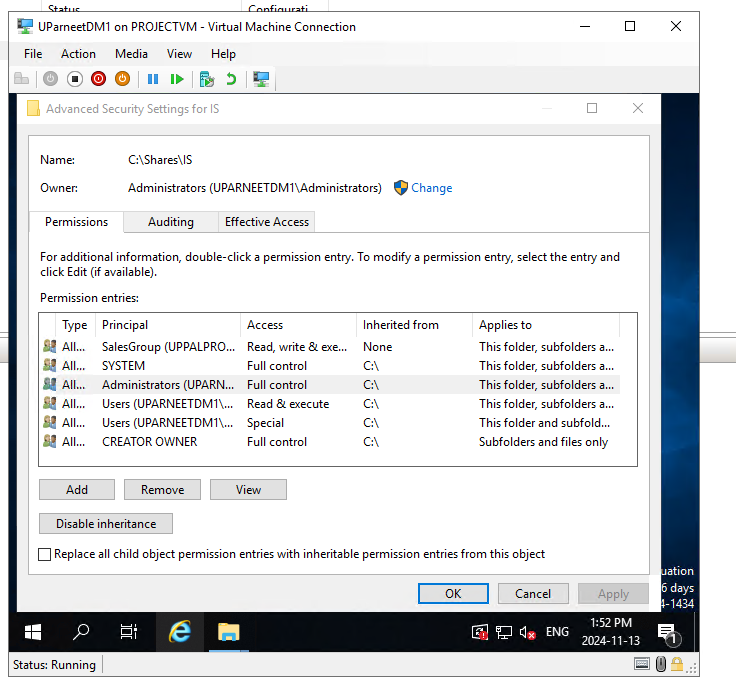 Status Configurati
UParneetDM1 on PROJECTVM - Virtual Machine Connection
File Action Media View Help
Advanced Security Settings for IS
Name: C:\Shares\IS
Owner: Administrators (UPARNEETDM1\Administrators) Change
Permissions Auditing Effective Access
For additional information, double-click a permission entry. To modify a permission entry, select the entry and
click Edit (if available).
Permission entries:
Type Principal Access Inherited from Applies to
All... SalesGroup (UPPALPRO... Read, write & exe... None This folder, subfolders a...
All... SYSTEM Full control C:\ This folder, subfolders a...
All... Administrators (UPARN... Full control C:\ This folder, subfolders a...
All... Users (UPARNEETDM1\... Read & execute C:\ This folder, subfolders a...
All... Users (UPARNEETDM1\... Special C:\ This folder and subfold...
All... CREATOR OWNER Full control C:\ Subfolders and files only
Add Remove View
Disable inheritance
Replace all child object permission entries with inheritable permission entries from this object
uation
6 days
4-1434
OK Cancel Apply
ENG 1:52 PM
2024-11-13 1
Status: Running